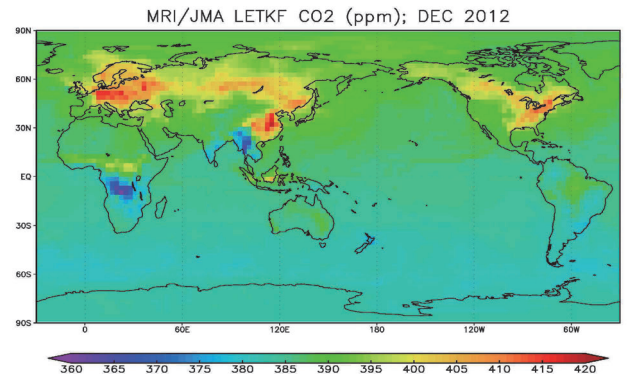 MRI/JMA LETKF CO2 (ppm); DEC 2012
90N
60N
30N
EQ
30S
60S
90S
0 60E 120E 180 120W 60W
360 365 370 375 380 385 390 395 400 405 410 415 420